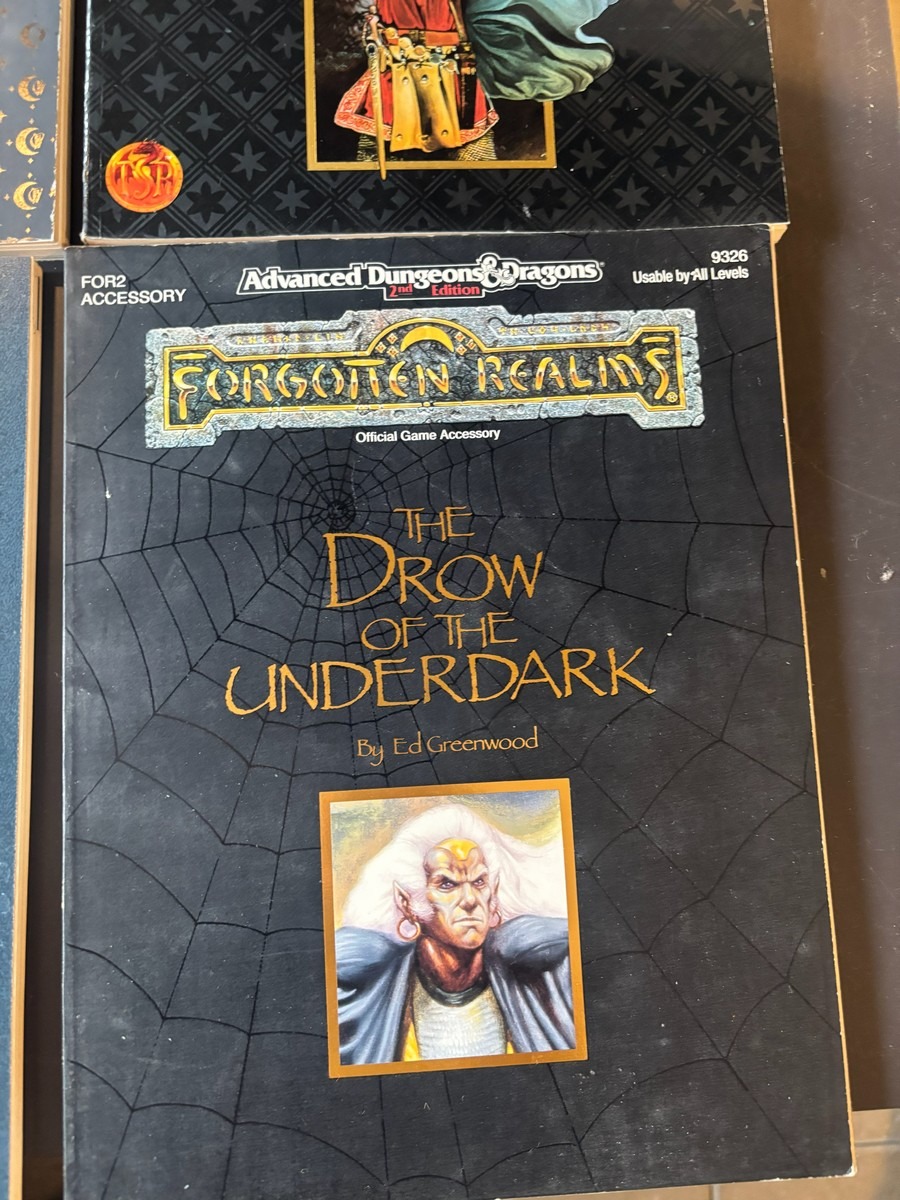 TSR
FOR2
ACCESSORY
Advanced Dungeons & Dragons®
2nd Edition
9326
Usable by All Levels
FORGOTTEN REALMS®
Official Game Accessory
THE
DROW
OF THE
UNDERDARK
By Ed Greenwood